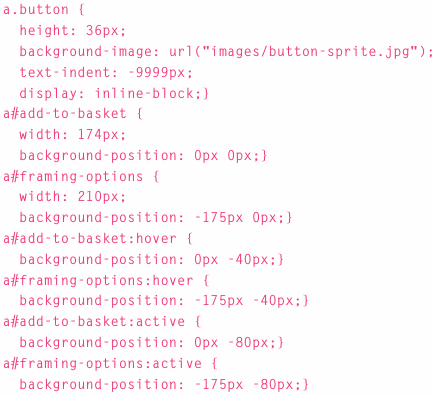 a.button {
  height: 36px;
  background-image: url("images/button-sprite.jpg");
  text-indent: -9999px;
  display: inline-block;}
a#add-to-basket {
  width: 174px;
  background-position: 0px 0px;}
a#framing-options {
  width: 210px;
  background-position: -175px 0px;}
a#add-to-basket:hover {
  background-position: 0px -40px;}
a#framing-options:hover {
  background-position: -175px -40px;}
a#add-to-basket:active {
  background-position: 0px -80px;}
a#framing-options:active {
  background-position: -175px -80px;}